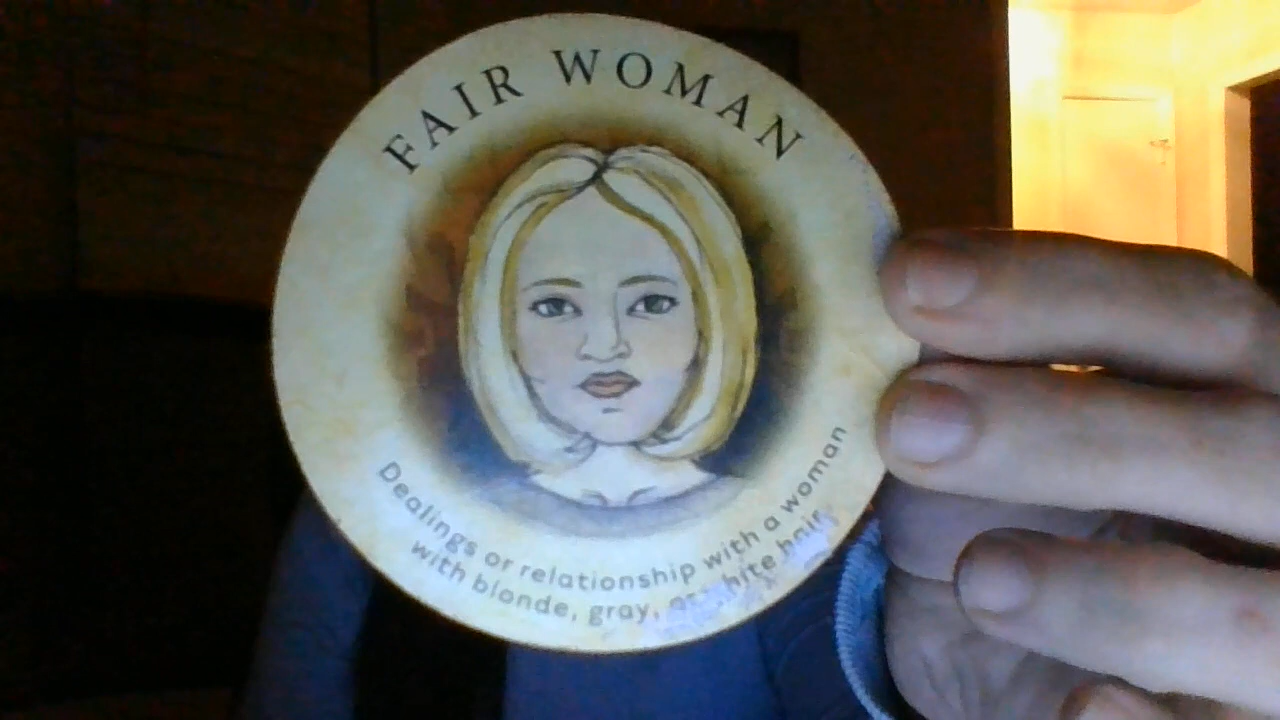 FAIR WOMAN
Dealings or relationship with a woman
with blonde, gray, or white hair